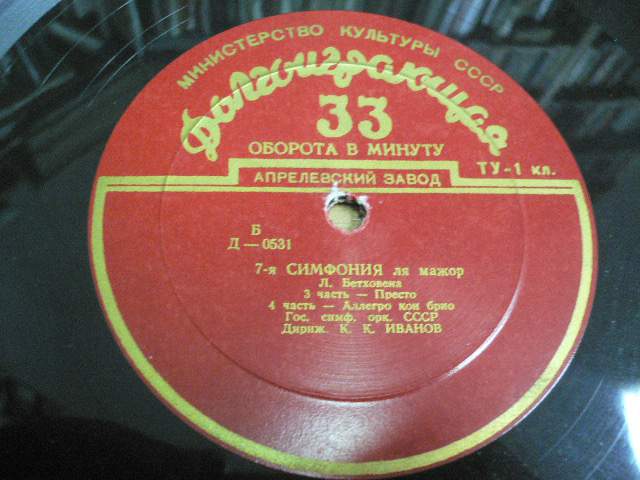 МИНИСТЕРСТВО КУЛЬТУРЫ СССР
Долгоиграющая
33
ОБОРОТА В МИНУТУ
АПРЕЛЕВСКИЙ ЗАВОД
ТУ-1 кл.
Б
Д — 0531
7-я СИМФОНИЯ ля мажор
Л. Бетховена
3 часть — Престо
4 часть — Аллегро кон брио
Гос. симф. орк. СССР
Дириж. К. К. ИВАНОВ